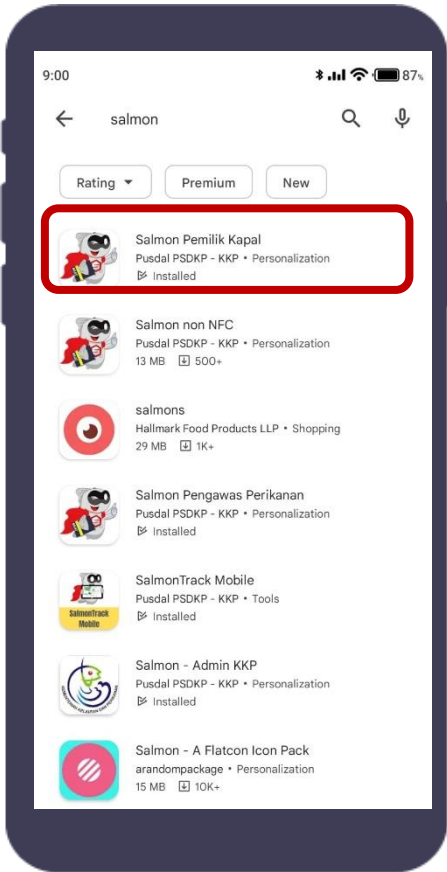 9:00 87%
salmon
Rating Premium New
Salmon Pemilik Kapal
Pusdal PSDKP - KKP • Personalization
Installed
Salmon non NFC
Pusdal PSDKP - KKP • Personalization
13 MB 500+
salmons
Hallmark Food Products LLP • Shopping
29 MB 1K+
Salmon Pengawas Perikanan
Pusdal PSDKP - KKP • Personalization
Installed
SalmonTrack Mobile
Pusdal PSDKP - KKP • Tools
Installed
SalmonTrack
Mobile
Salmon - Admin KKP
Pusdal PSDKP - KKP • Personalization
Installed
Salmon - A Flatcon Icon Pack
arandompackage • Personalization
15 MB 10K+